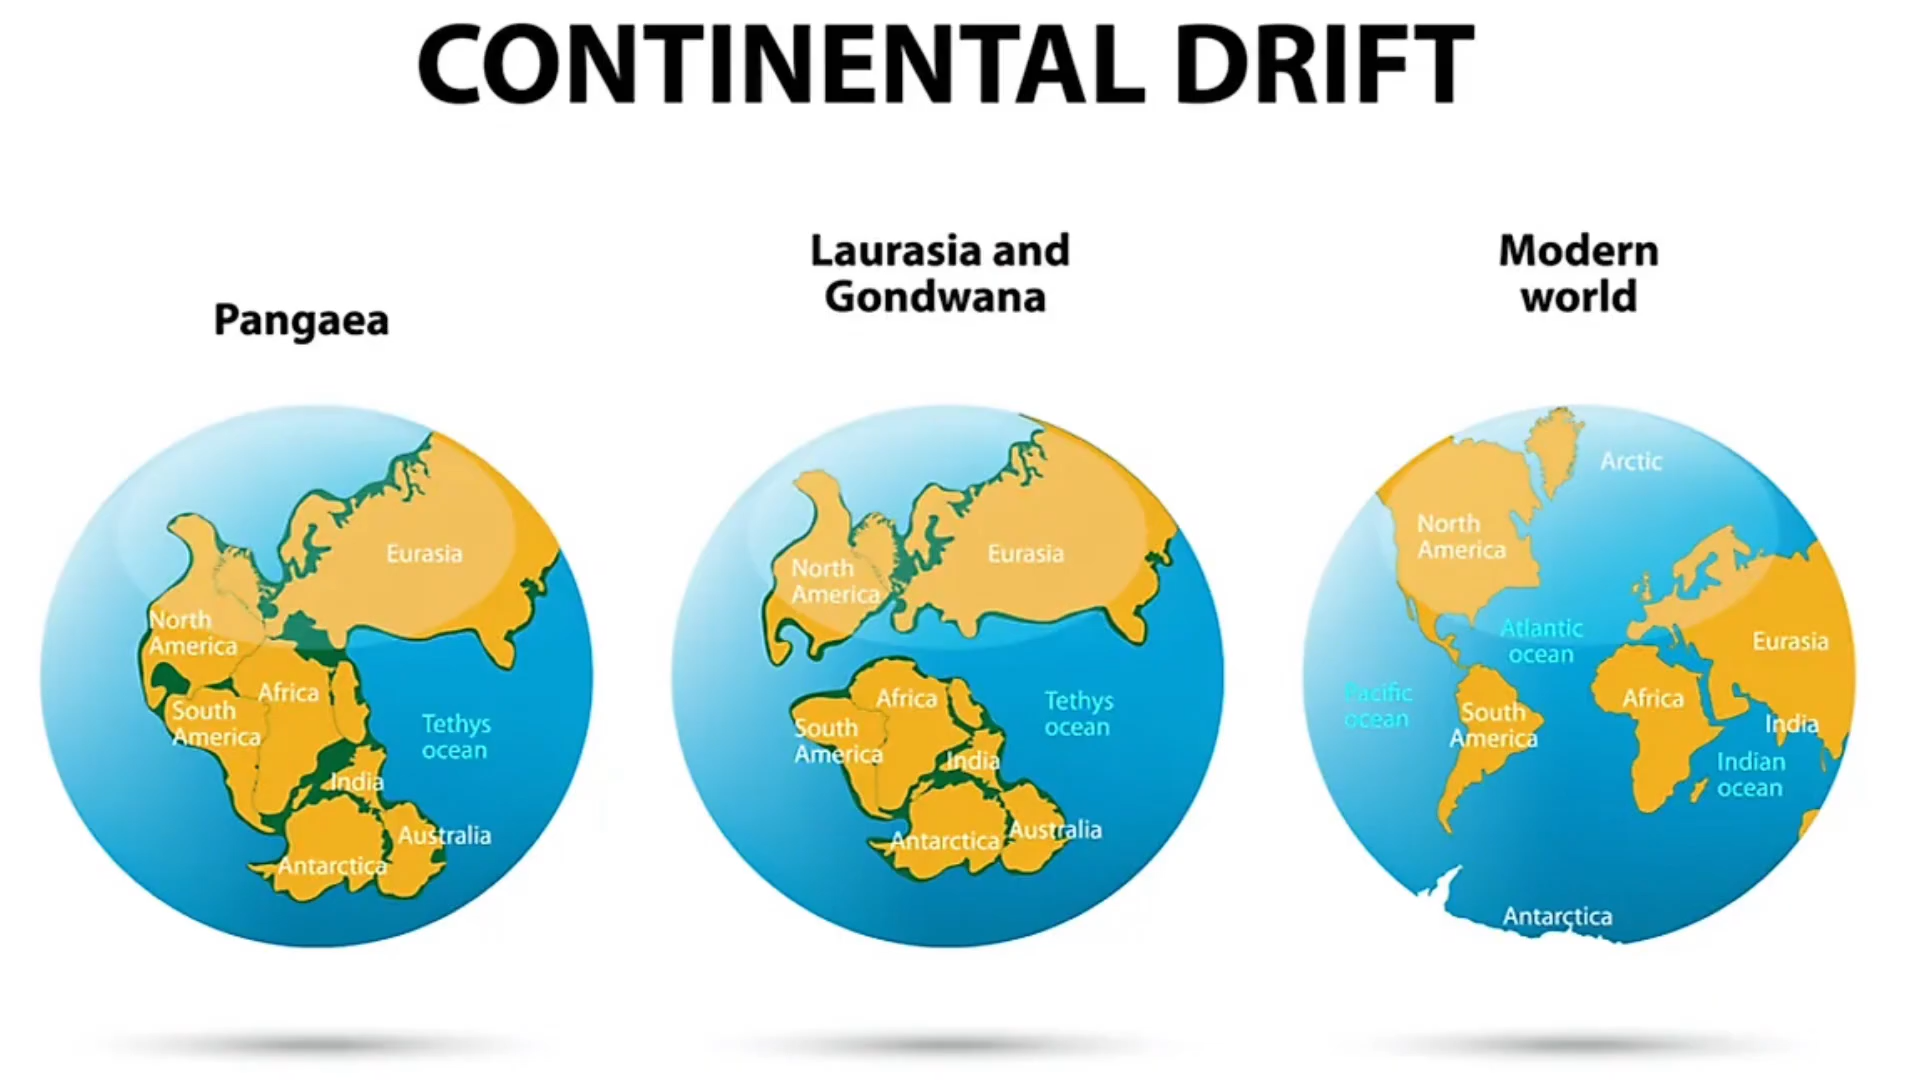 CONTINENTAL DRIFT
Pangaea
Eurasia
North
America
Africa
South
America
Tethys
ocean
India
Australia
Antarctica
Laurasia and
Gondwana
Eurasia
North
America
Africa
Tethys
ocean
South
America
India
Australia
Antarctica
Modern
world
Arctic
North
America
Atlantic
ocean
Eurasia
Pacific
ocean
Africa
South
America
India
Indian
ocean
Antarctica